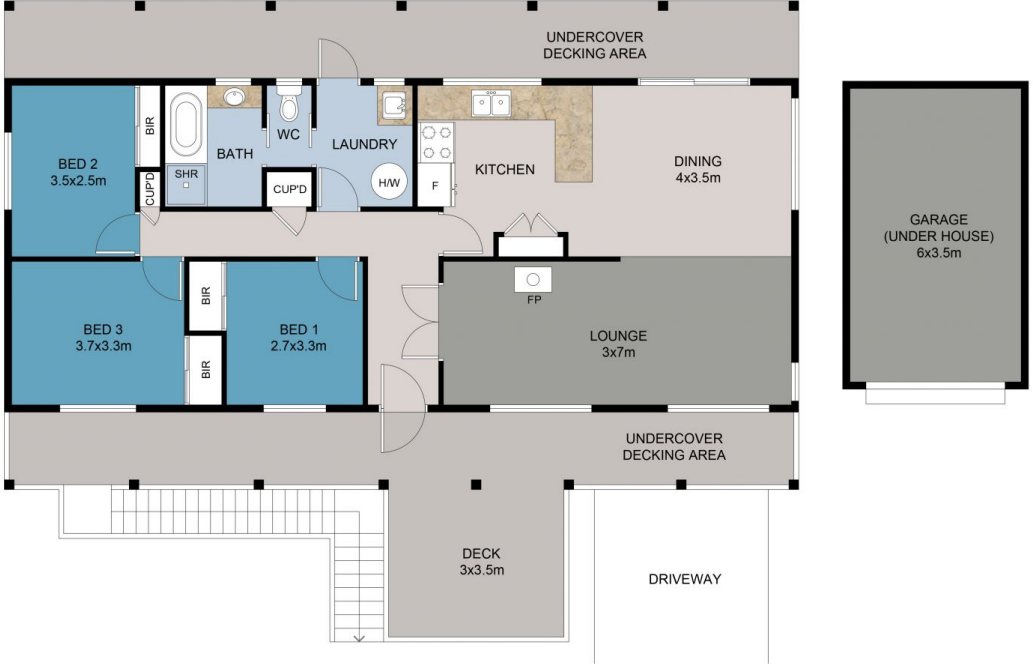 UNDERCOVER
DECKING AREA
BED 2
3.5x2.5m
BIR
CUP'D
BATH
SHR
WC
CUP'D
LAUNDRY
H/W
KITCHEN
F
DINING
4x3.5m
GARAGE
(UNDER HOUSE)
6x3.5m
BED 3
3.7x3.3m
BIR
BIR
BED 1
2.7x3.3m
FP
LOUNGE
3x7m
UNDERCOVER
DECKING AREA
DECK
3x3.5m
DRIVEWAY